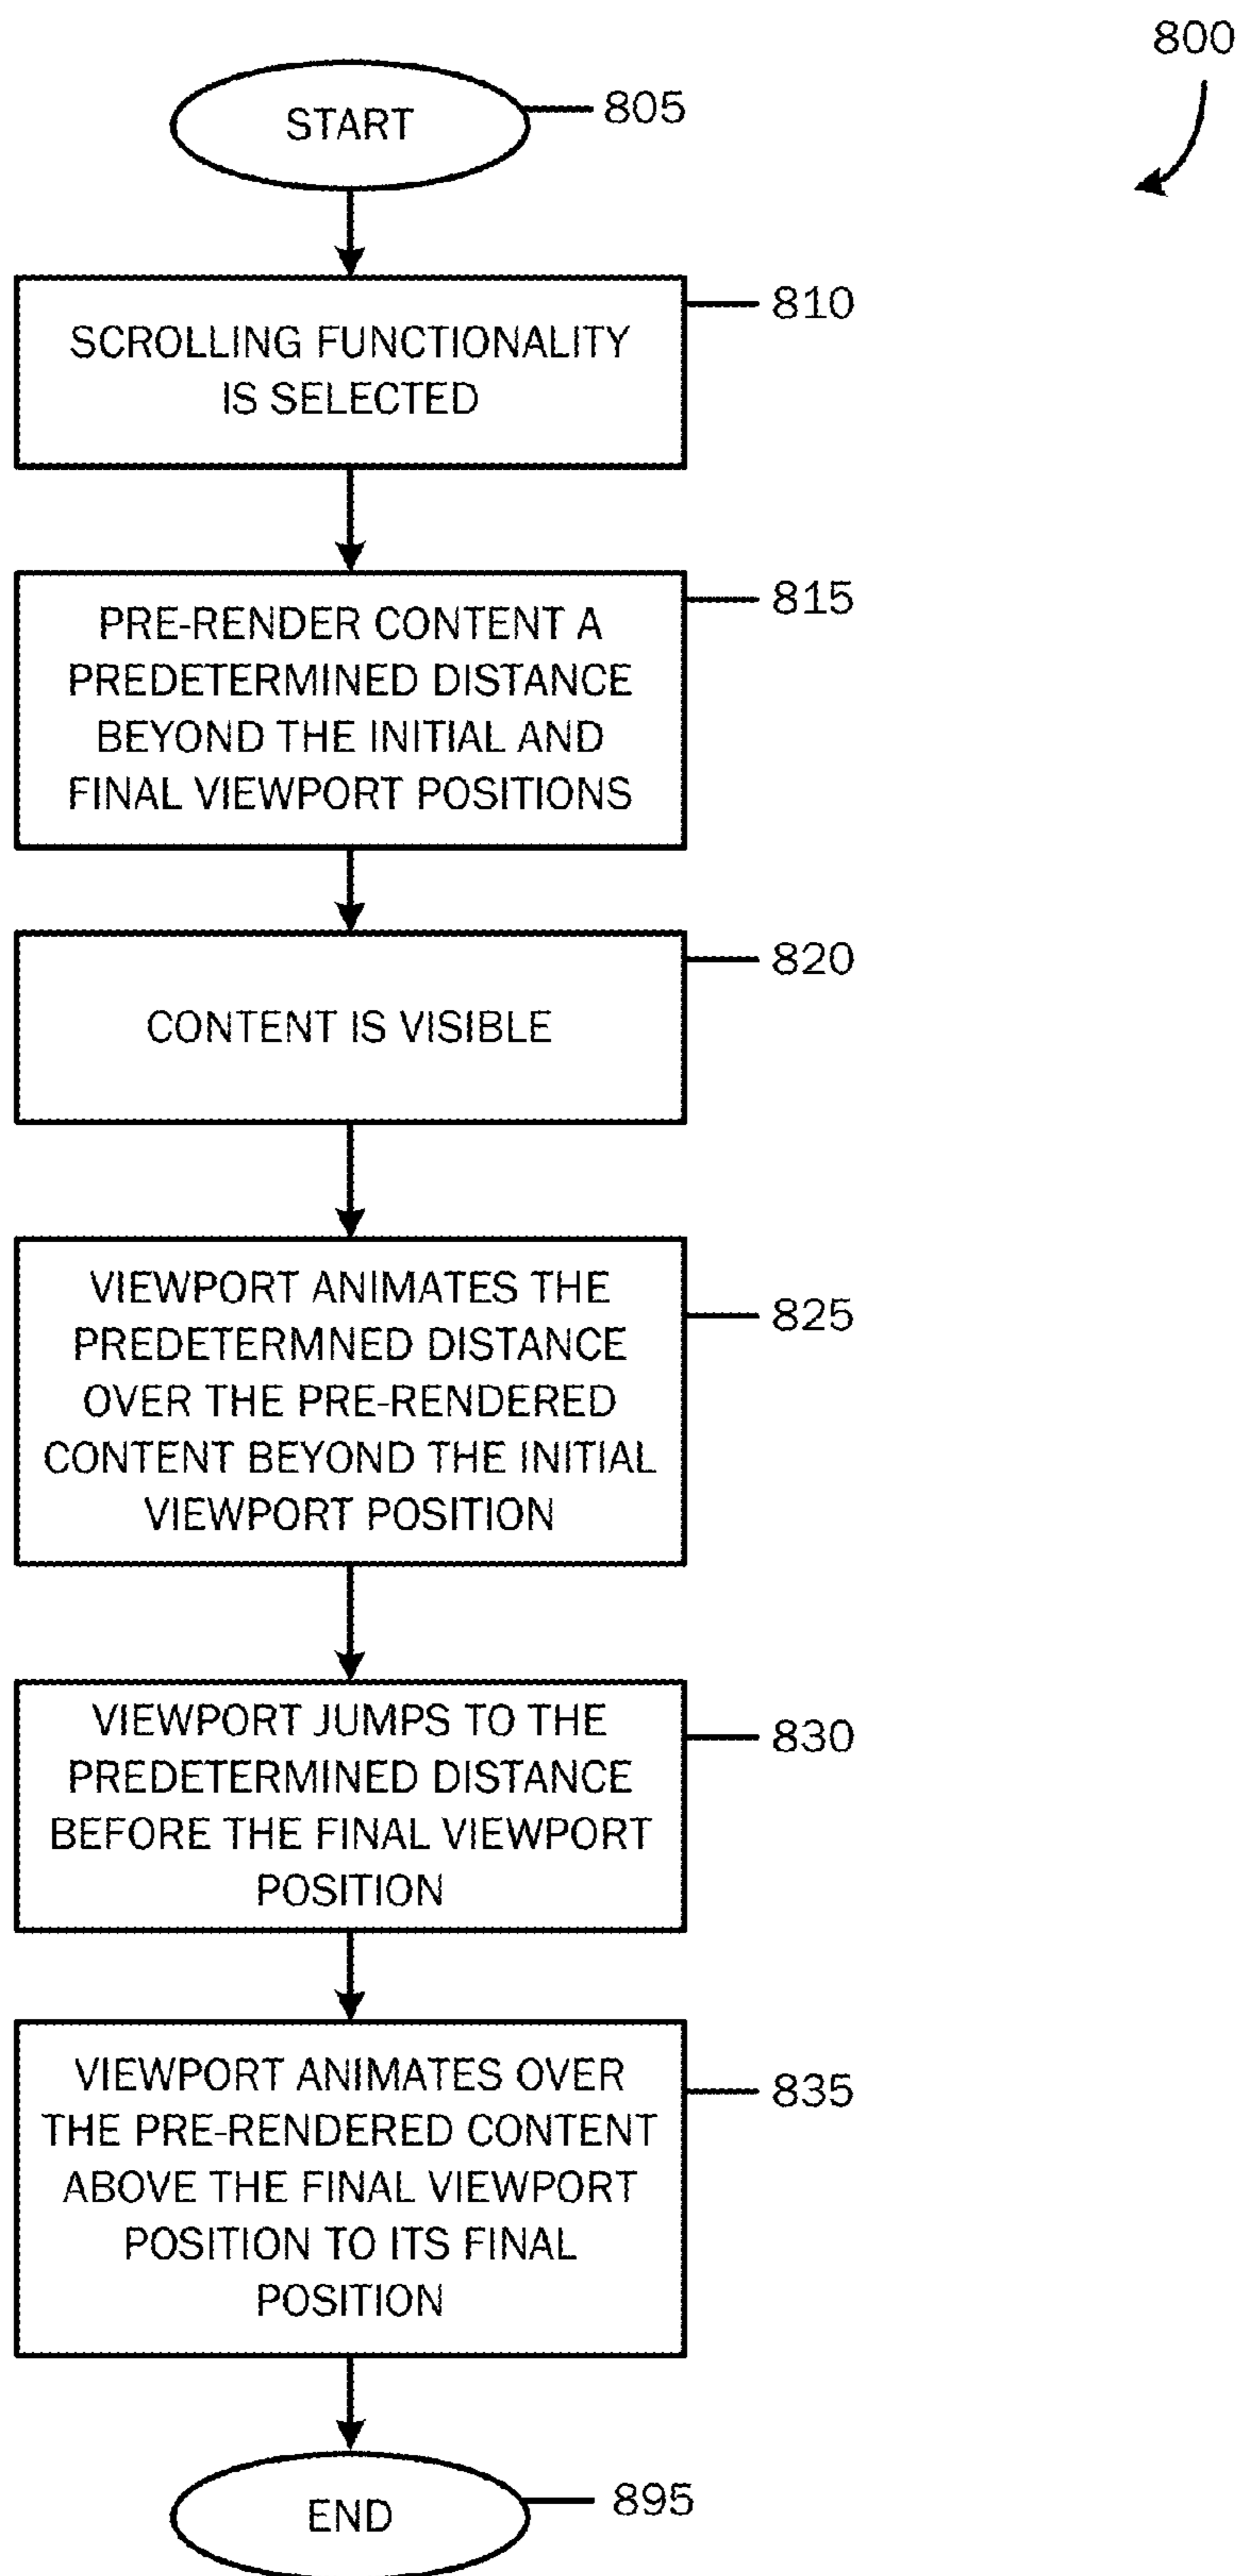 800
START
805
SCROLLING FUNCTIONALITY
IS SELECTED
810
PRE-RENDER CONTENT A
PREDETERMINED DISTANCE
BEYOND THE INITIAL AND
FINAL VIEWPORT POSITIONS
815
CONTENT IS VISIBLE
820
VIEWPORT ANIMATES THE
PREDETERMNED DISTANCE
OVER THE PRE-RENDERED
CONTENT BEYOND THE INITIAL
VIEWPORT POSITION
825
VIEWPORT JUMPS TO THE
PREDETERMINED DISTANCE
BEFORE THE FINAL VIEWPORT
POSITION
830
VIEWPORT ANIMATES OVER
THE PRE-RENDERED CONTENT
ABOVE THE FINAL VIEWPORT
POSITION TO ITS FINAL
POSITION
835
END
895